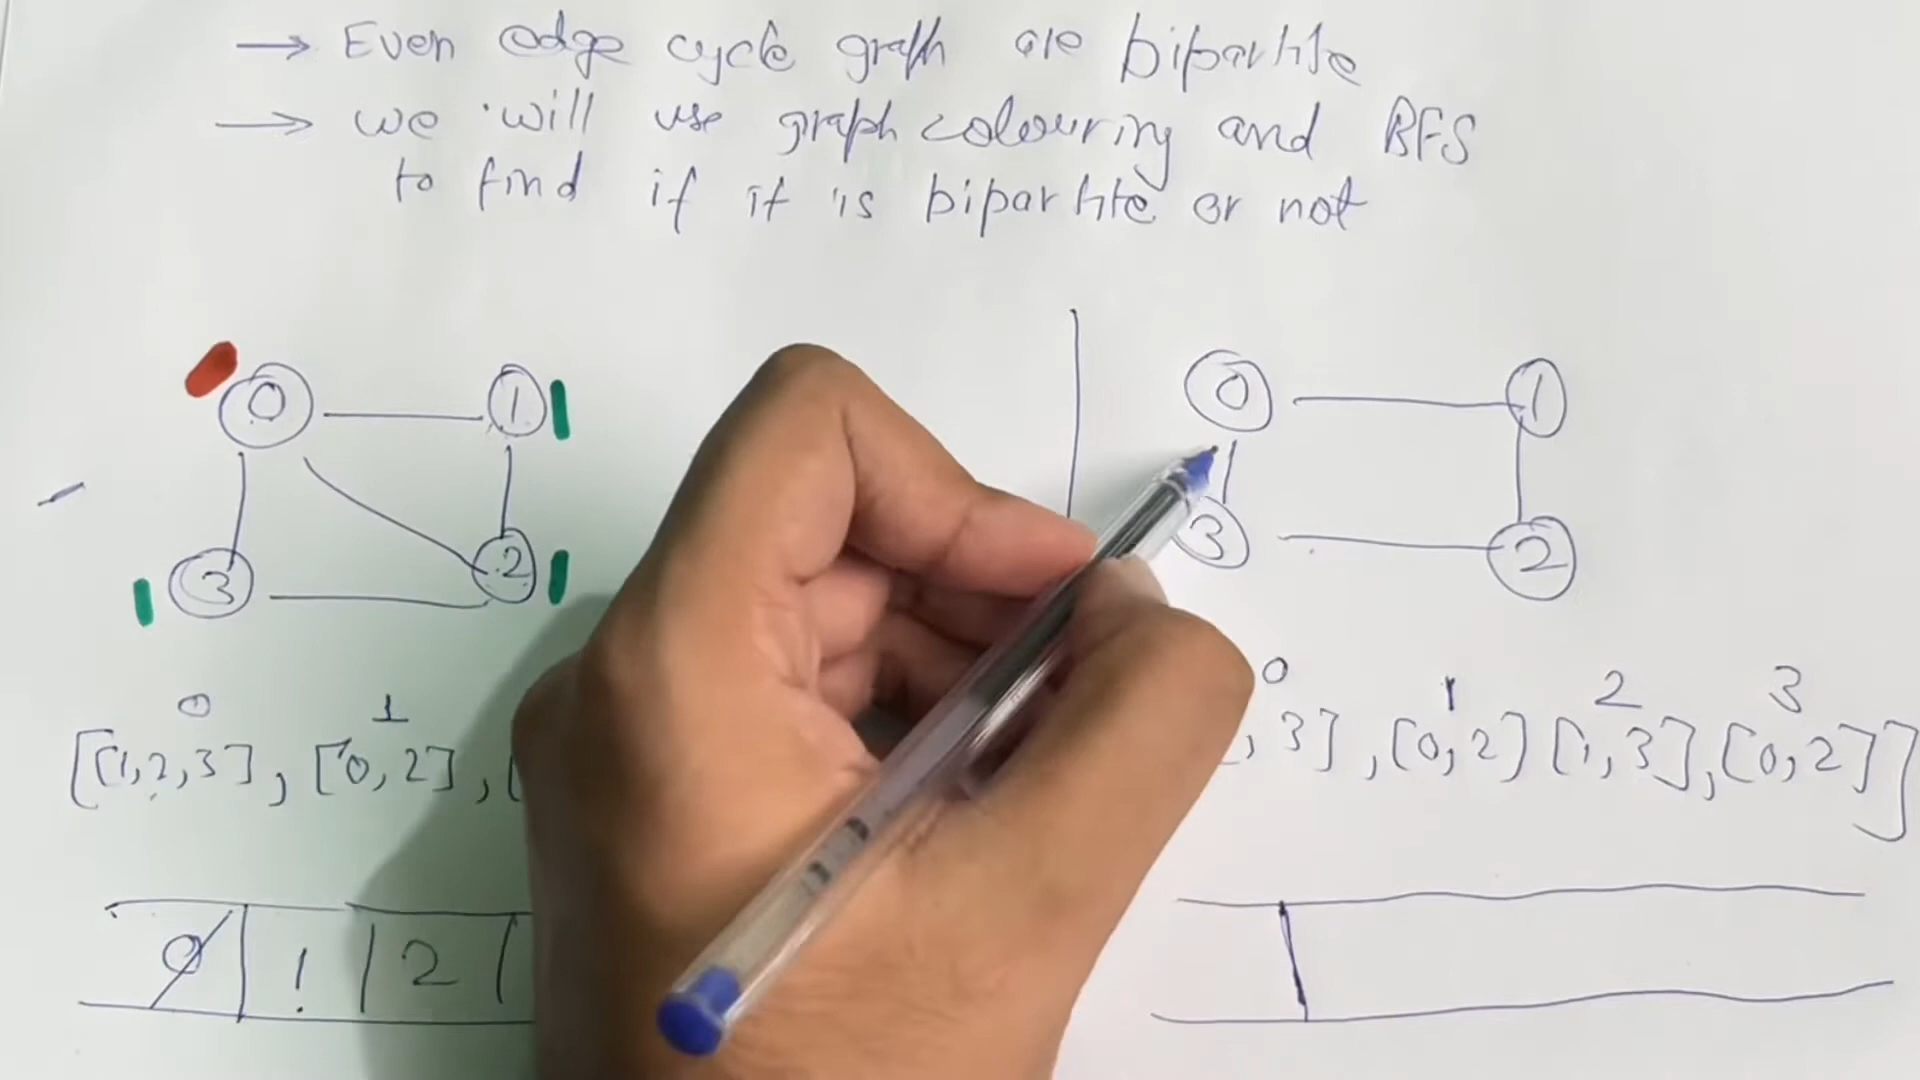 → Even edge cycle graph are bipartite
→ we will use graph colouring and BFS
to find if it is bipartite or not
0 1
3 2
0 1
3 2
0 1
[[1,2,3], [0,2], [
0 1 2 3
, 3], [0,2] [1,3], [0,2]]
0 | 1 | 2 |